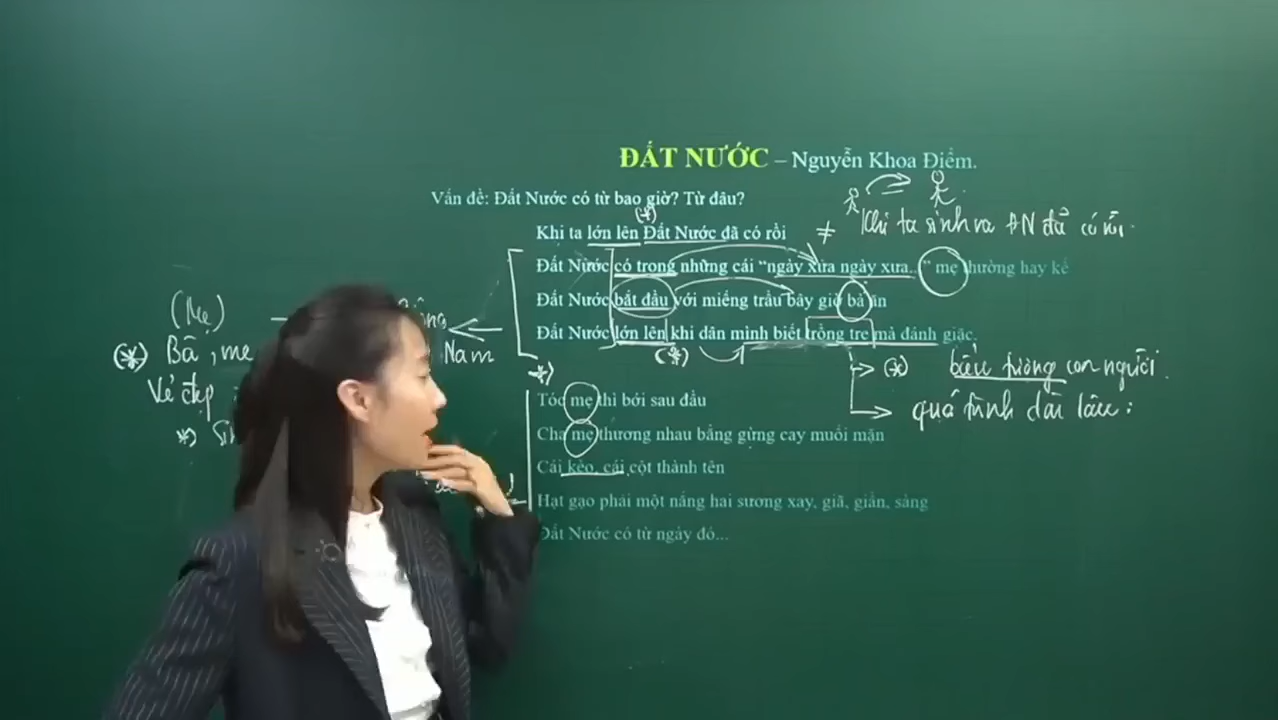 ĐẤT NƯỚC – Nguyễn Khoa Điềm.
Vấn đề: Đất Nước có từ bao giờ? Từ đâu?
(*)
Khi ta lớn lên Đất Nước đã có rồi ≠ Khi ta sinh ra ĐN đã có rồi.
Đất Nước có trong những cái “ngày xửa ngày xưa...” mẹ thường hay kể
Đất Nước bắt đầu với miếng trầu bây giờ bà ăn
Đất Nước lớn lên khi dân mình biết trồng tre mà đánh giặc.
(*)
(*) biểu tượng con người.
quá trình dài lâu:
Tóc mẹ thì bới sau đầu
Cha mẹ thương nhau bằng gừng cay muối mặn
Cái kèo, cái cột thành tên
Hạt gạo phải một nắng hai sương xay, giã, giần, sàng
Đất Nước có từ ngày đó...
(Mẹ)
(*) Bà, mẹ
Nam
Vẻ đẹp